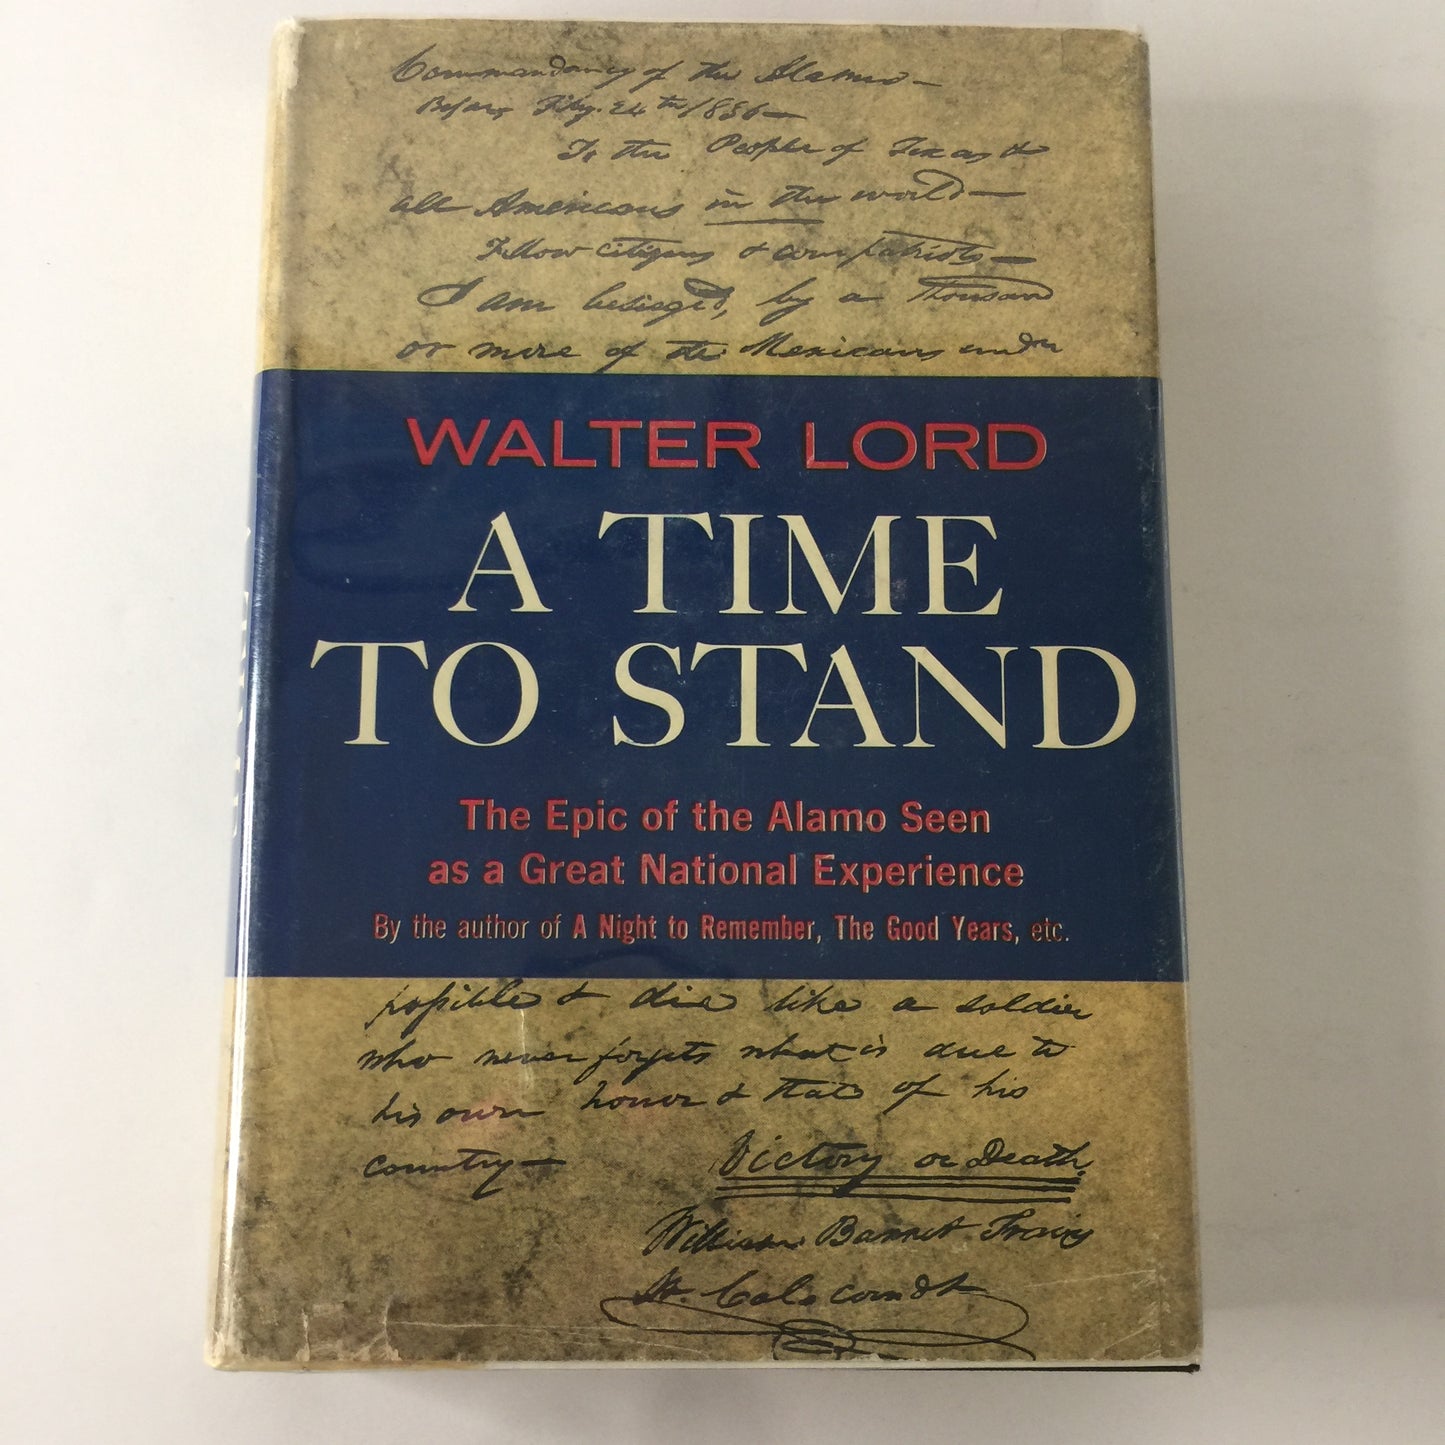 Commandancy of the Alamo—
Bejar, Feby. 24th 1836—
To the People of Texas &
all Americans in the world—
Fellow citizens & compatriots—
I am besieged, by a thousand
or more of the Mexicans under
WALTER LORD
A TIME
TO STAND
The Epic of the Alamo Seen
as a Great National Experience
By the author of A Night to Remember, The Good Years, etc.
possible & die like a soldier
who never forgets what is due to
his own honor & that of his
country—
Victory or Death
William Barret Travis
Lt. Col. comdt